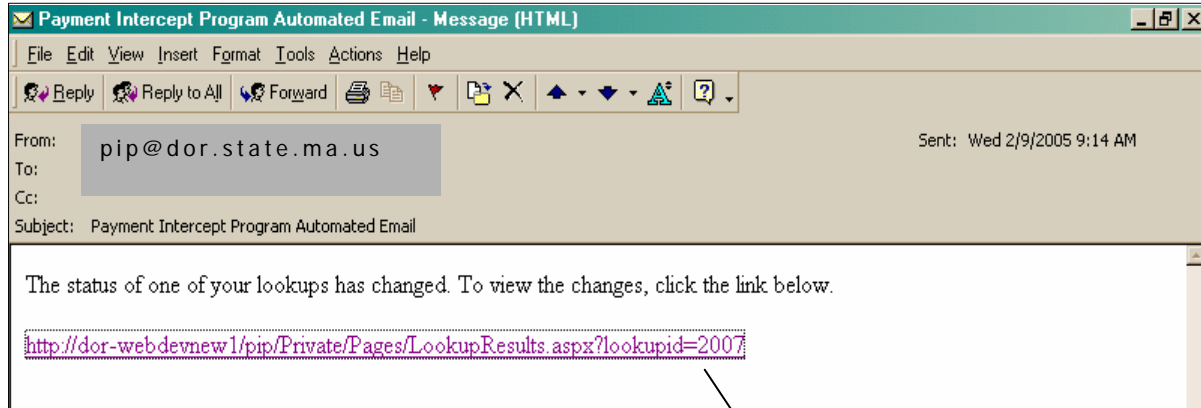 Payment Intercept Program Automated Email - Message (HTML)
File Edit View Insert Format Tools Actions Help
Reply Reply to All Forward
From: pip@dor.state.ma.us Sent: Wed 2/9/2005 9:14 AM
To:
Cc:
Subject: Payment Intercept Program Automated Email
The status of one of your lookups has changed. To view the changes, click the link below.
http://dor-webdevnew1/pip/Private/Pages/LookupResults.aspx?lookupid=2007